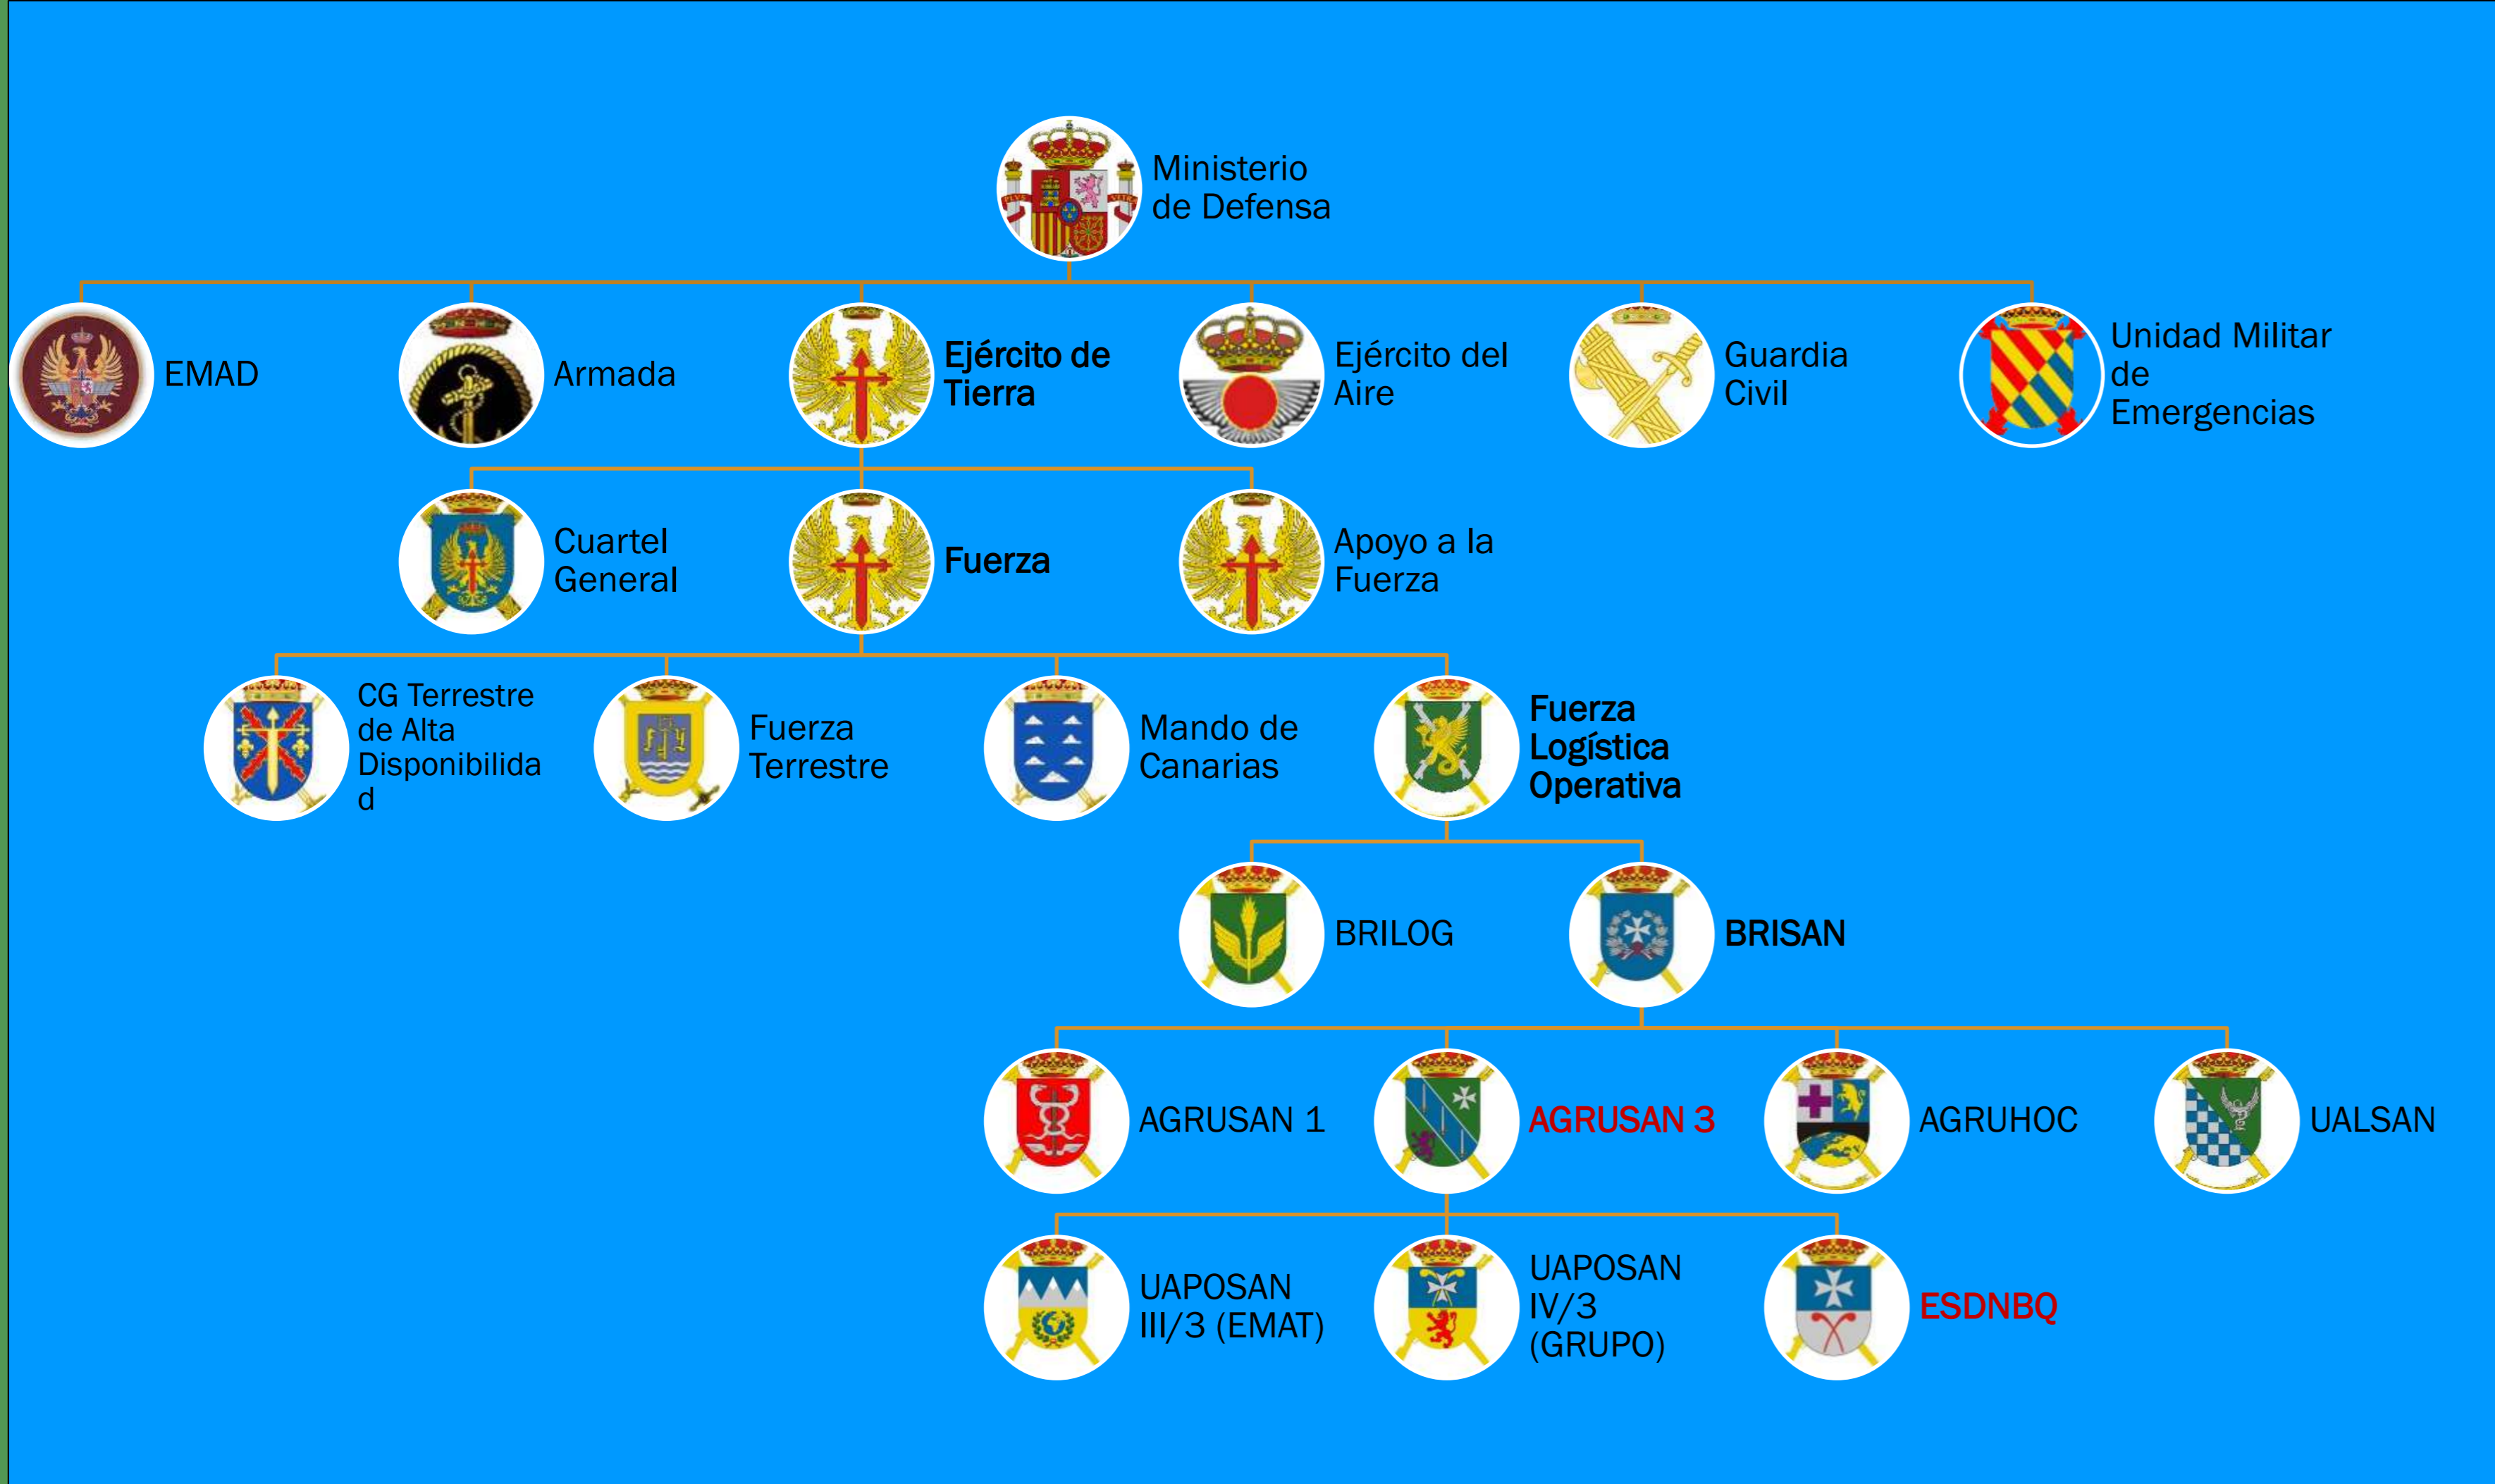 Ministerio
de Defensa
EMAD
Armada
Ejército de
Tierra
Ejército del
Aire
Guardia
Civil
Unidad Militar
de
Emergencias
Cuartel
General
Fuerza
Apoyo a la
Fuerza
CG Terrestre
de Alta
Disponibilida
d
Fuerza
Terrestre
Mando de
Canarias
Fuerza
Logística
Operativa
BRILOG
BRISAN
AGRUSAN 1
AGRUSAN 3
AGRUHOC
UALSAN
UAPOSAN
III/3 (EMAT)
UAPOSAN
IV/3
(GRUPO)
ESDNBQ